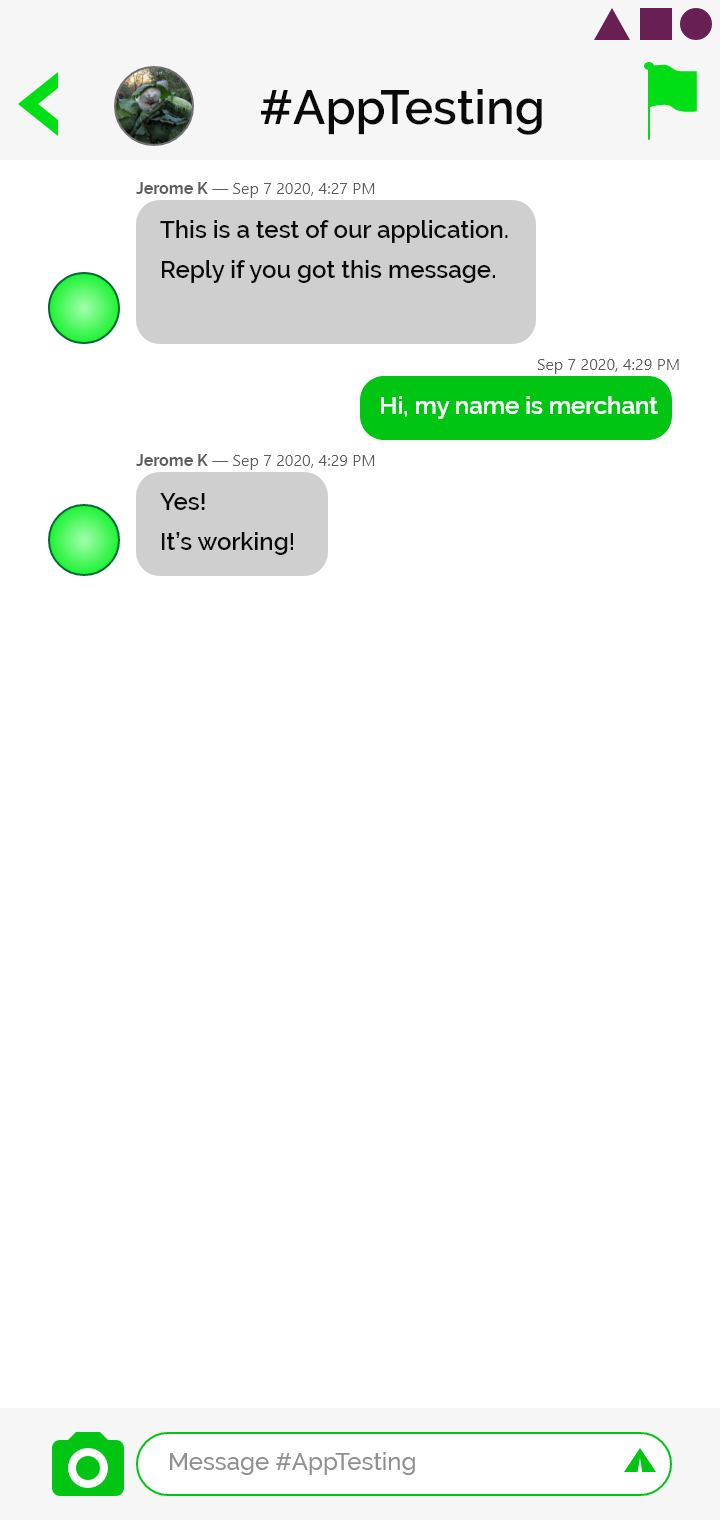 #AppTesting
Jerome K — Sep 7 2020, 4:27 PM
This is a test of our application.
Reply if you got this message.
Sep 7 2020, 4:29 PM
Hi, my name is merchant
Jerome K — Sep 7 2020, 4:29 PM
Yes!
It’s working!
Message #AppTesting